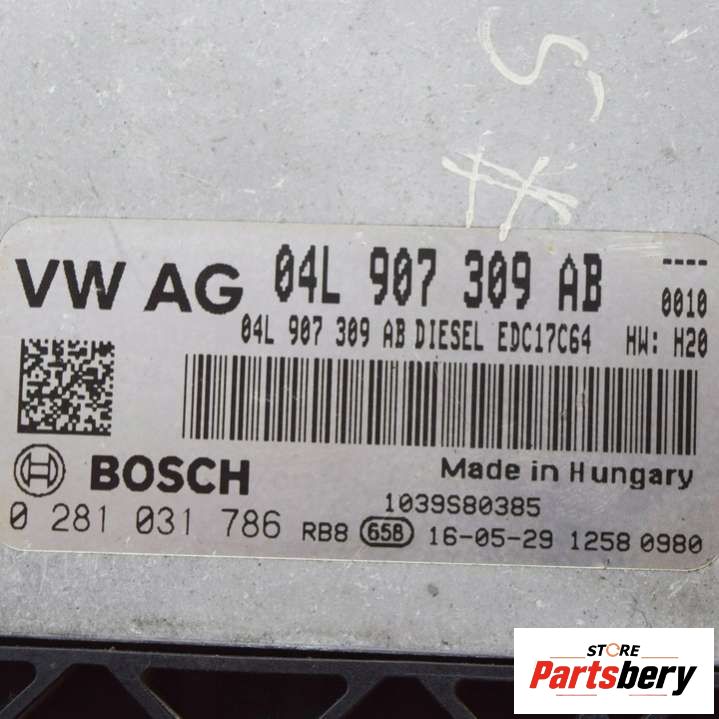 5 #
VW AG 04L 907 309 AB ----
0010
04L 907 309 AB DIESEL EDC17C64 HW: H20
BOSCH Made in Hungary
1039S80385
0 281 031 786 RB8 658 16-05-29 1258 0980
STORE
Partsbery